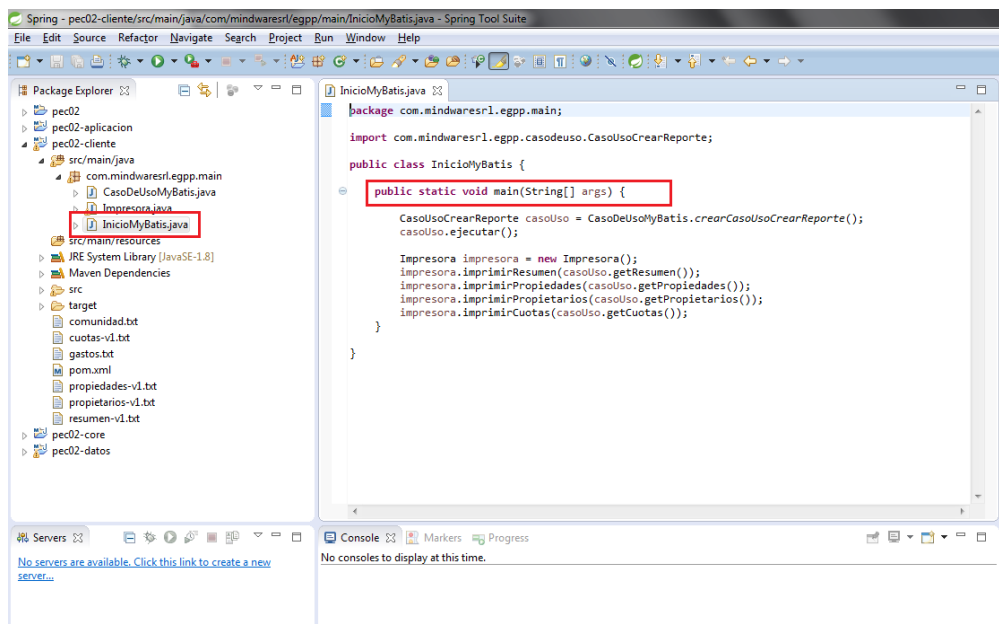 Spring - pec02-cliente/src/main/java/com/mindwaresrl/egpp/main/InicioMyBatis.java - Spring Tool Suite
File Edit Source Refactor Navigate Search Project Run Window Help
Package Explorer
pec02
pec02-aplicacion
pec02-cliente
src/main/java
com.mindwaresrl.egpp.main
CasoDeUsoMyBatis.java
Impresora.java
InicioMyBatis.java
src/main/resources
JRE System Library [JavaSE-1.8]
Maven Dependencies
src
target
comunidad.txt
cuotas-v1.txt
gastos.txt
pom.xml
propiedades-v1.txt
propietarios-v1.txt
resumen-v1.txt
pec02-core
pec02-datos
InicioMyBatis.java
package com.mindwaresrl.egpp.main;
import com.mindwaresrl.egpp.casodeuso.CasoUsoCrearReporte;
public class InicioMyBatis {
public static void main(String[] args) {
CasoUsoCrearReporte casoUso = CasoDeUsoMyBatis.crearCasoUsoCrearReporte();
casoUso.ejecutar();
Impresora impresora = new Impresora();
impresora.imprimirResumen(casoUso.getResumen());
impresora.imprimirPropiedades(casoUso.getPropiedades());
impresora.imprimirPropietarios(casoUso.getPropietarios());
impresora.imprimirCuotas(casoUso.getCuotas());
}
}
Servers
No servers are available. Click this link to create a new
server...
Console Markers Progress
No consoles to display at this time.